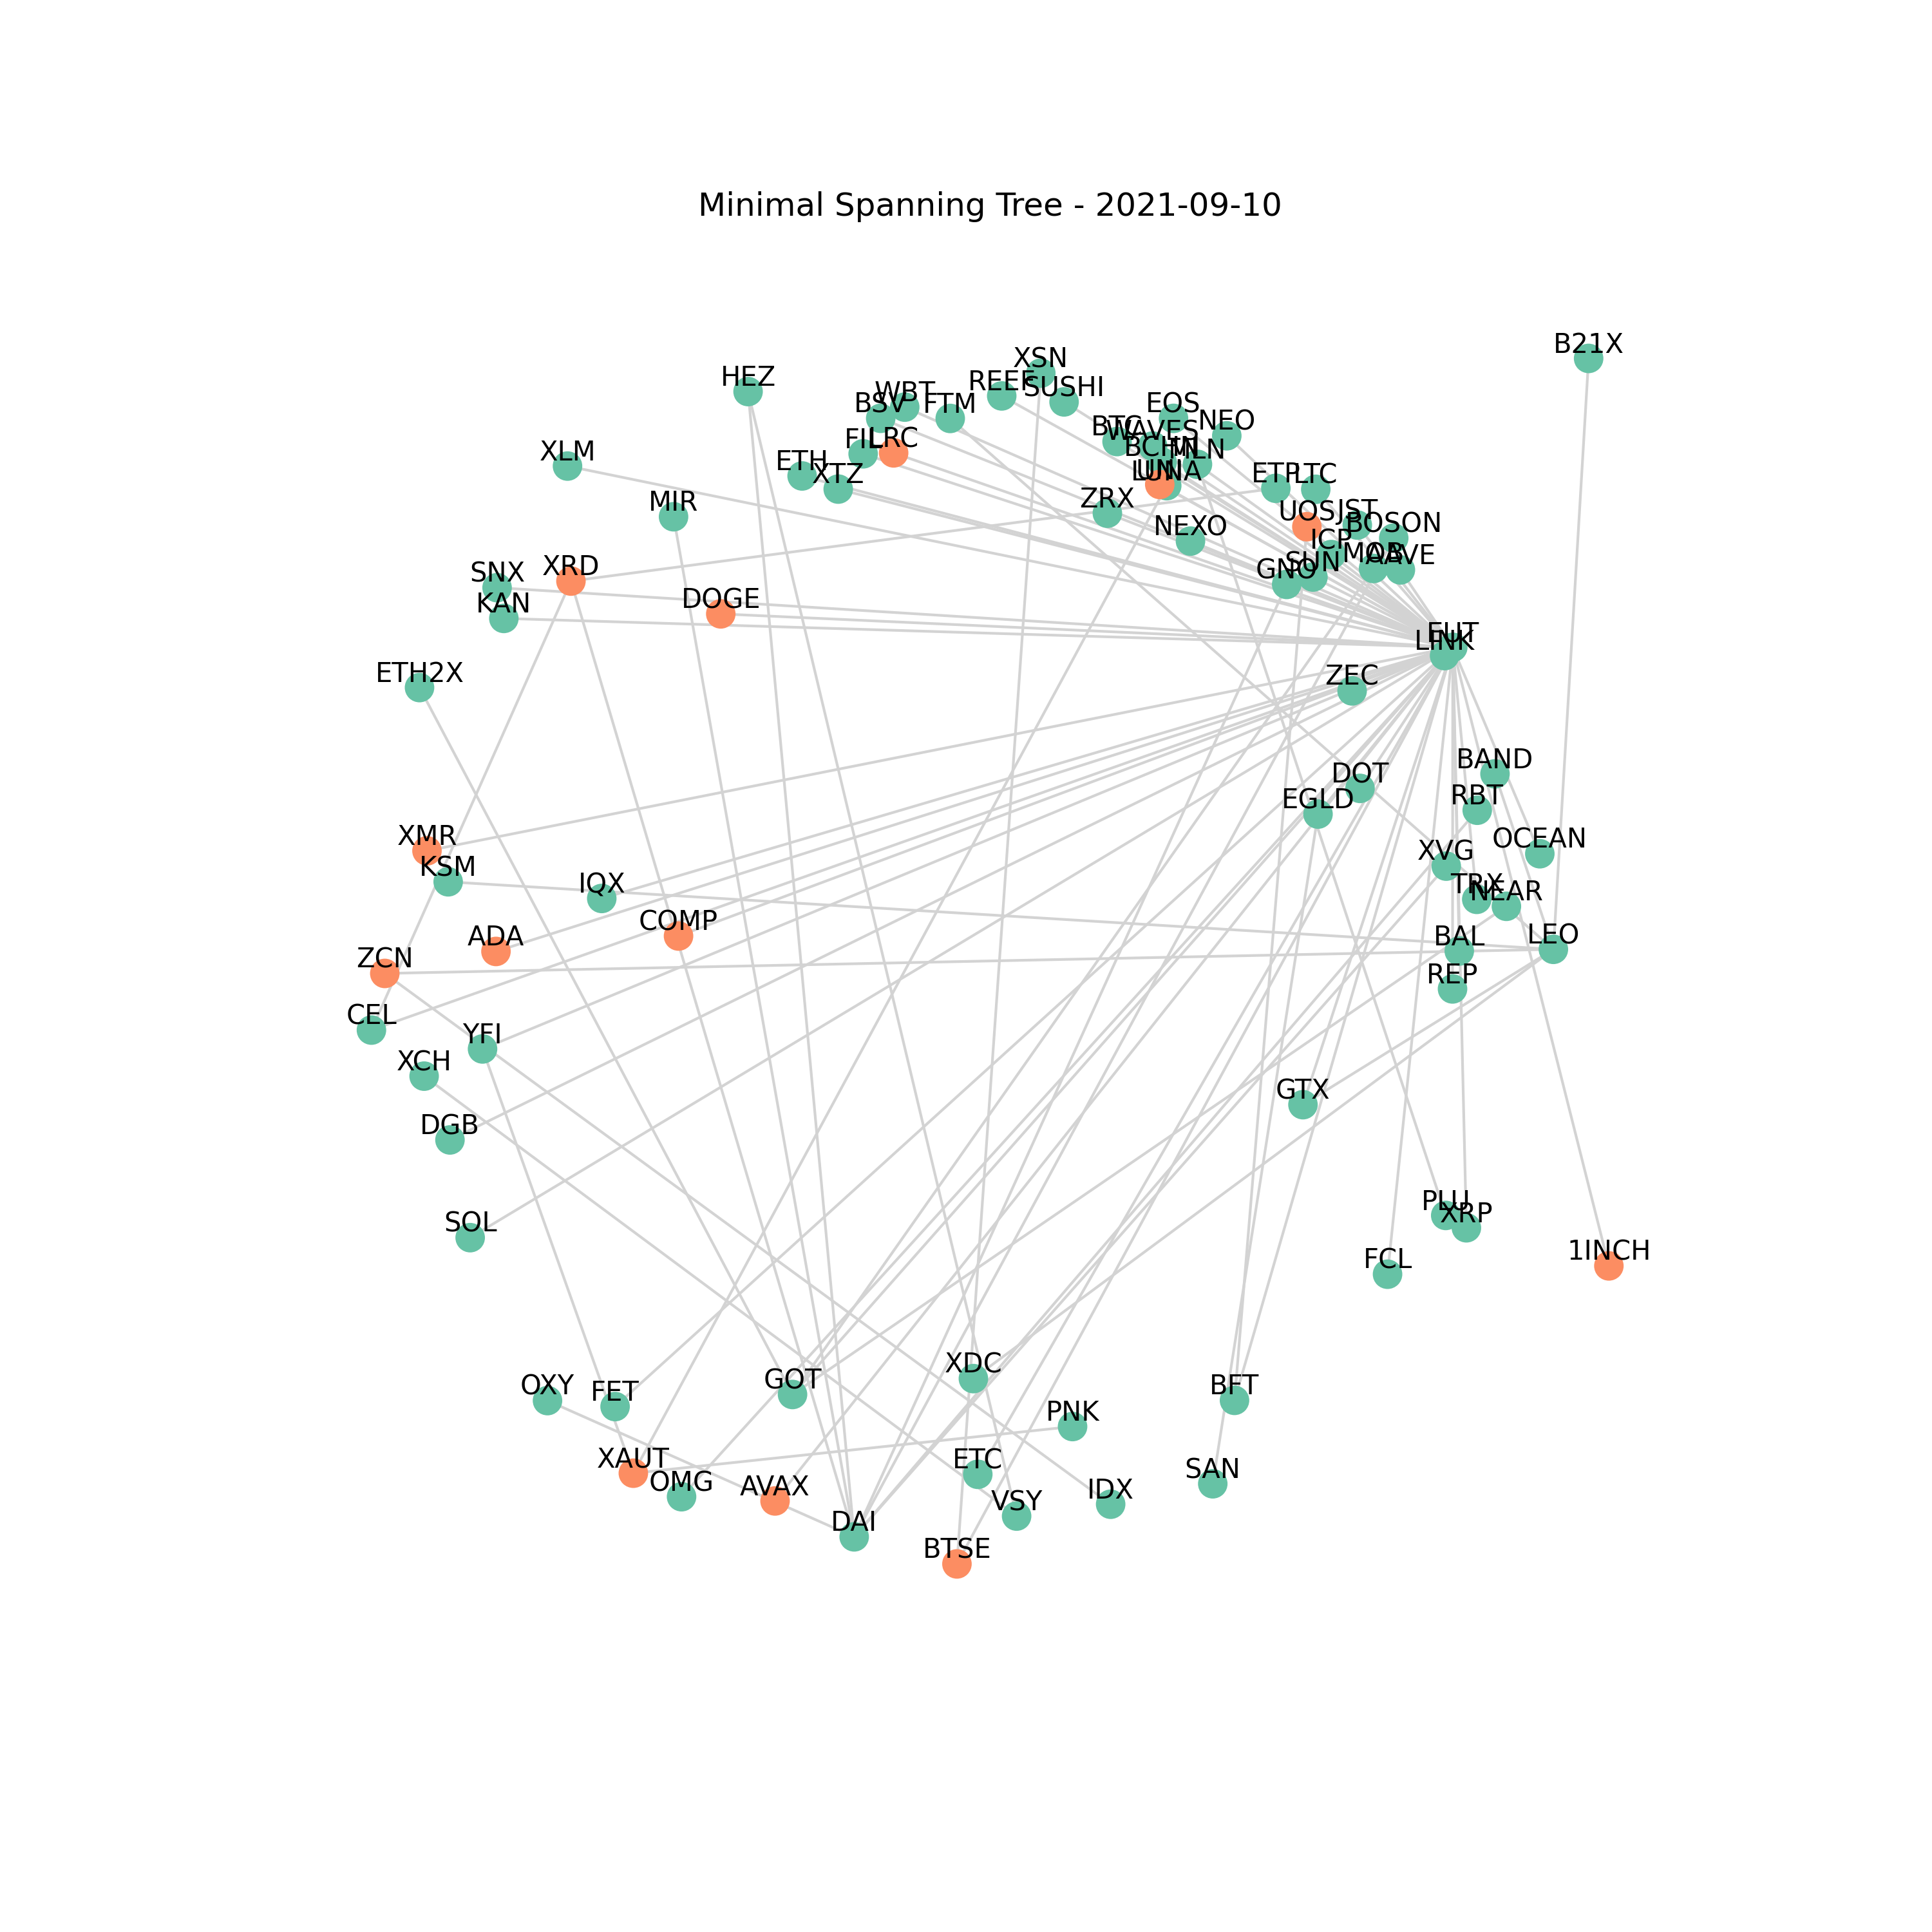 Minimal Spanning Tree - 2021-09-10
B21X
XSN
HEZ
REEF
SUSHI
WBT
FTM
BSV
EOS
NEO
BTC
WAVES
FIL
LRC
BCHN
MLN
XLM
ETH
XTZ
UNI
LUNA
ETP
LTC
MIR
ZRX
UOS
JST
NEXO
BOSON
ICP
MOB
AAVE
SNX
XRD
GNO
SUN
KAN
DOGE
EUT
LINK
ETH2X
ZEC
BAND
DOT
EGLD
RBT
XMR
OCEAN
XVG
KSM
IQX
TRX
NEAR
COMP
ADA
BAL
LEO
ZCN
REP
CEL
YFI
XCH
GTX
DGB
PLU
XRP
SOL
1INCH
FCL
XDC
GOT
OXY
FET
BFT
PNK
XAUT
ETC
SAN
OMG
AVAX
IDX
VSY
DAI
BTSE